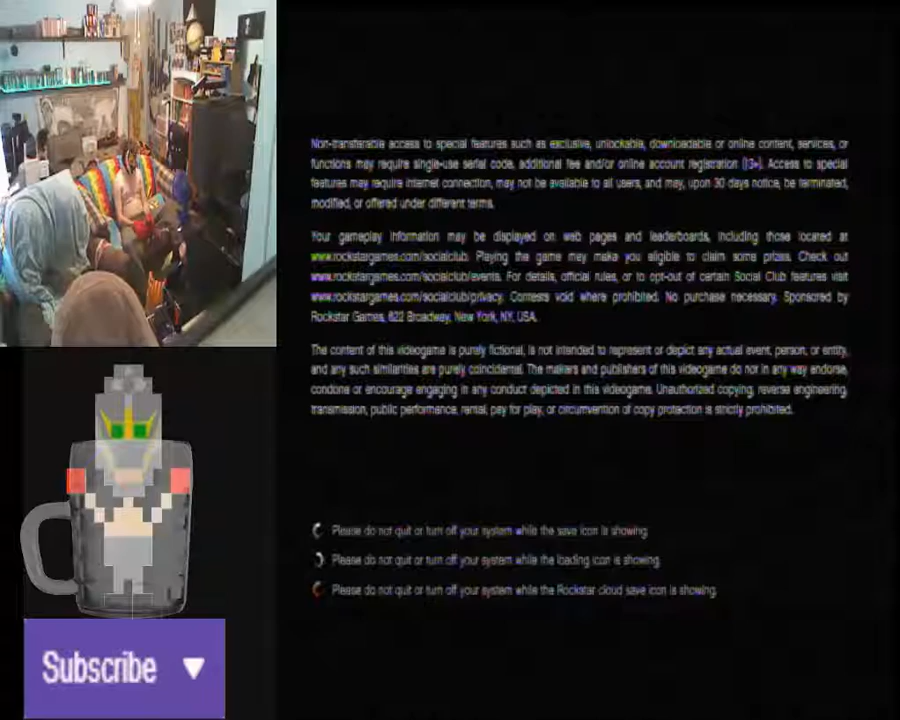 Non-transferable access to special features such as exclusive, unlockable, downloadable or online content, services, or
functions may require single-use serial code, additional fee and/or online account registration (13+). Access to special
features may require internet connection, may not be available to all users, and may, upon 30 days notice, be terminated,
modified, or offered under different terms.
Your gameplay information may be displayed on web pages and leaderboards, including those located at
www.rockstargames.com/socialclub. Playing the game may make you eligible to claim some prizes. Check out
www.rockstargames.com/socialclub/events. For details, official rules, or to opt-out of certain Social Club features visit
www.rockstargames.com/socialclub/privacy. Contests void where prohibited. No purchase necessary. Sponsored by
Rockstar Games, 622 Broadway, New York, NY, USA.
The content of this videogame is purely fictional, is not intended to represent or depict any actual event, person, or entity,
and any such similarities are purely coincidental. The makers and publishers of this videogame do not in any way endorse,
condone or encourage engaging in any conduct depicted in this videogame. Unauthorized copying, reverse engineering,
transmission, public performance, rental, pay for play, or circumvention of copy protection is strictly prohibited.
Please do not quit or turn off your system while the save icon is showing.
Please do not quit or turn off your system while the loading icon is showing.
Please do not quit or turn off your system while the Rockstar cloud save icon is showing.
Subscribe